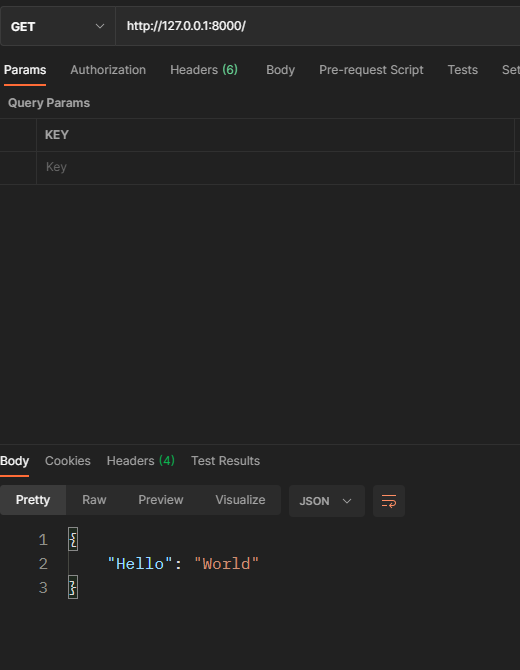 GET http://127.0.0.1:8000/
Params Authorization Headers (6) Body Pre-request Script Tests Set
Query Params
KEY
Key
Body Cookies Headers (4) Test Results
Pretty Raw Preview Visualize JSON
1 {
2 "Hello": "World"
3 }